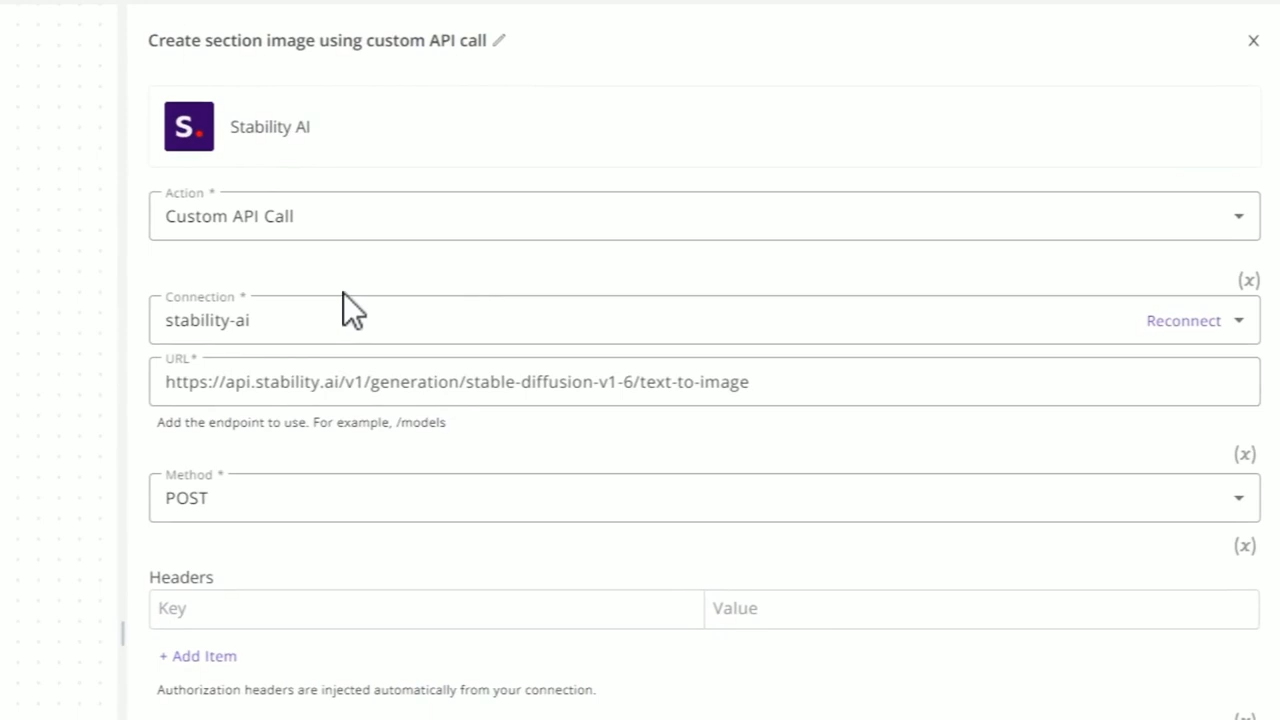 Create section image using custom API call
X
S.
Stability AI
Action *
Custom API Call
(x)
Connection *
stability-ai
Reconnect
URL*
https://api.stability.ai/v1/generation/stable-diffusion-v1-6/text-to-image
Add the endpoint to use. For example, /models
(x)
Method *
POST
(x)
Headers
Key Value
+ Add Item
Authorization headers are injected automatically from your connection.